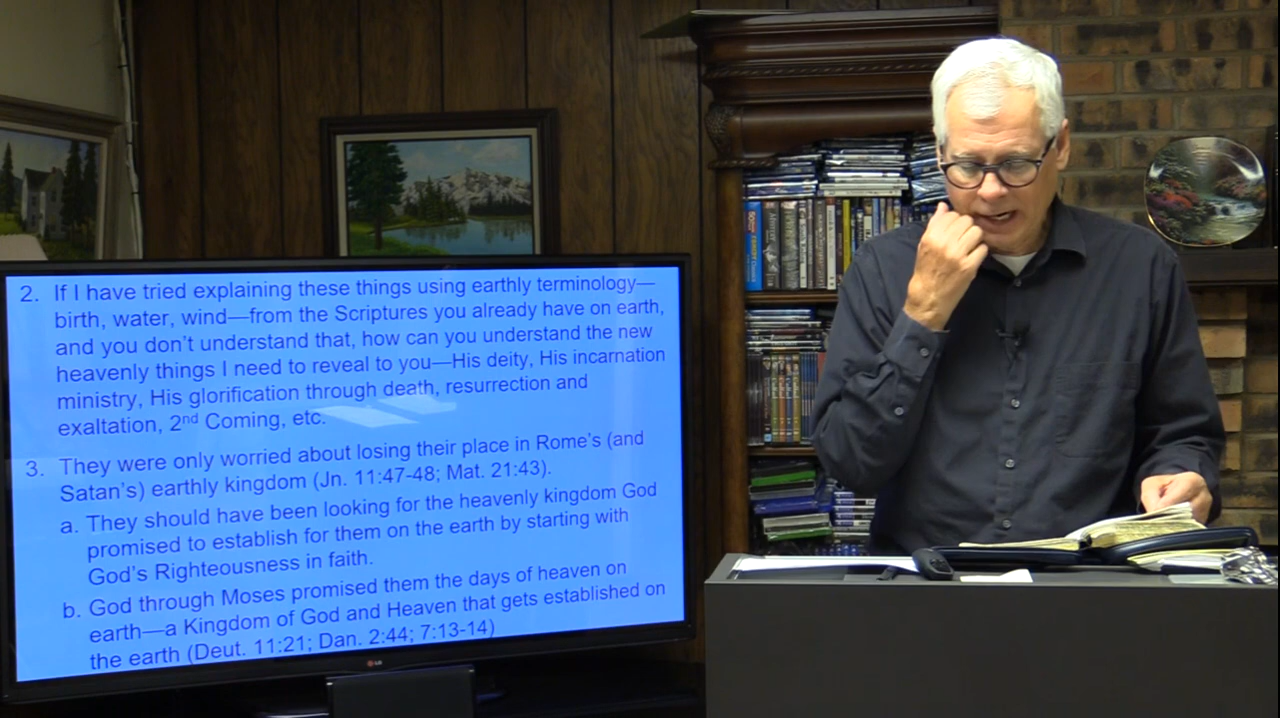 2. If I have tried explaining these things using earthly terminology—
birth, water, wind—from the Scriptures you already have on earth,
and you don't understand that, how can you understand the new
heavenly things I need to reveal to you—His deity, His incarnation
ministry, His glorification through death, resurrection and
exaltation, 2nd Coming, etc.
3. They were only worried about losing their place in Rome's (and
Satan's) earthly kingdom (Jn. 11:47-48; Mat. 21:43).
a. They should have been looking for the heavenly kingdom God
promised to establish for them on the earth by starting with
God's Righteousness in faith.
b. God through Moses promised them the days of heaven on
earth—a Kingdom of God and Heaven that gets established on
the earth (Deut. 11:21; Dan. 2:44; 7:13-14)
LG